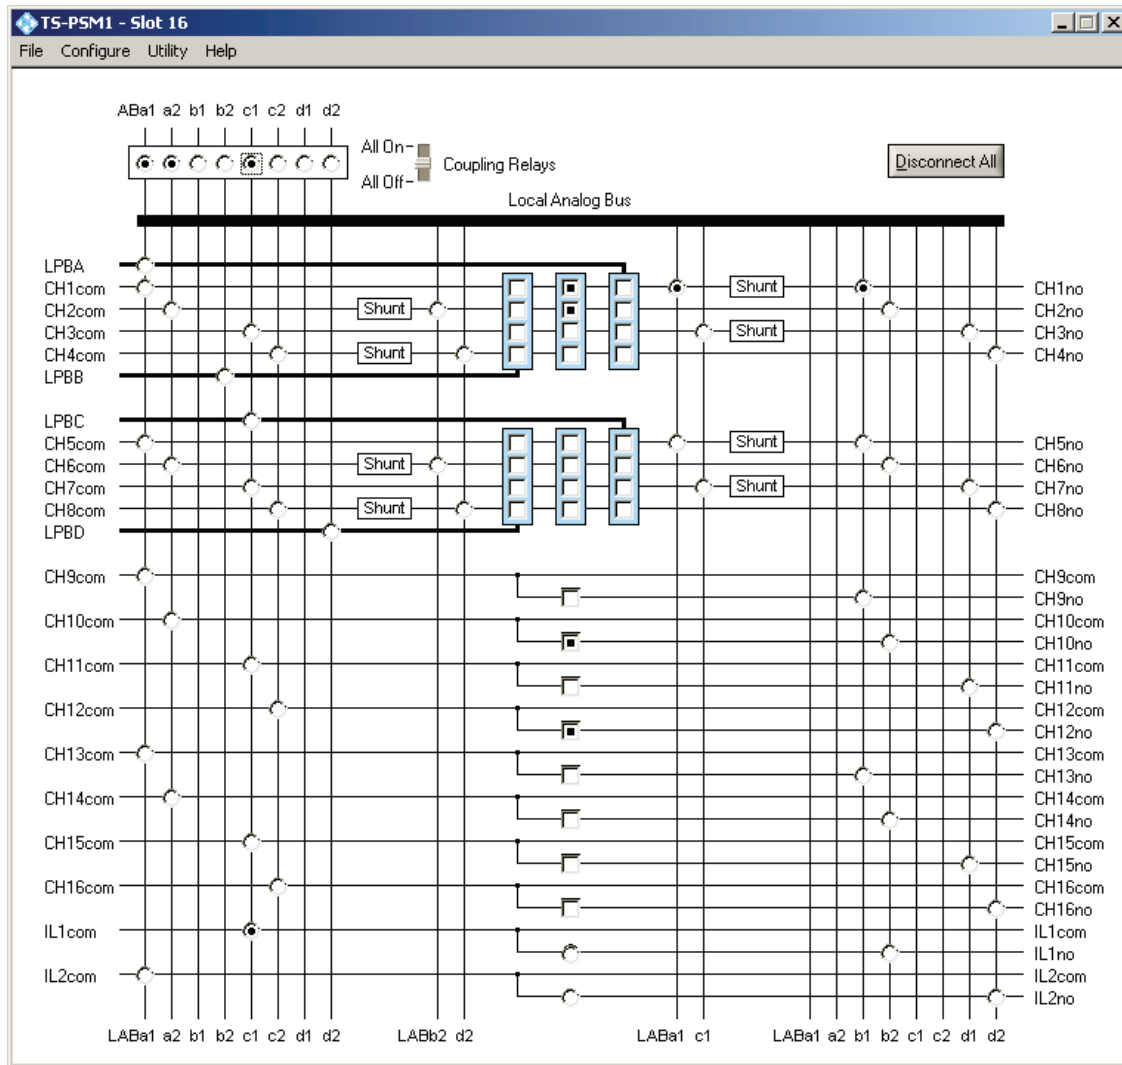 TS-PSM1 - Slot 16
File Configure Utility Help
ABa1 a2 b1 b2 c1 c2 d1 d2
All On
Coupling Relays
All Off
Disconnect All
Local Analog Bus
LPBA
CH1com Shunt CH1no
CH2com Shunt CH2no
CH3com Shunt CH3no
CH4com Shunt CH4no
LPBB
LPBC
CH5com Shunt CH5no
CH6com Shunt CH6no
CH7com Shunt CH7no
CH8com Shunt CH8no
LPBD
CH9com CH9com
CH9no
CH10com CH10com
CH10no
CH11com CH11com
CH11no
CH12com CH12com
CH12no
CH13com CH13com
CH13no
CH14com CH14com
CH14no
CH15com CH15com
CH15no
CH16com CH16com
CH16no
IL1com IL1com
IL1no
IL2com IL2com
IL2no
LABa1 a2 b1 b2 c1 c2 d1 d2 LABb2 d2 LABa1 c1 LABa1 a2 b1 b2 c1 c2 d1 d2